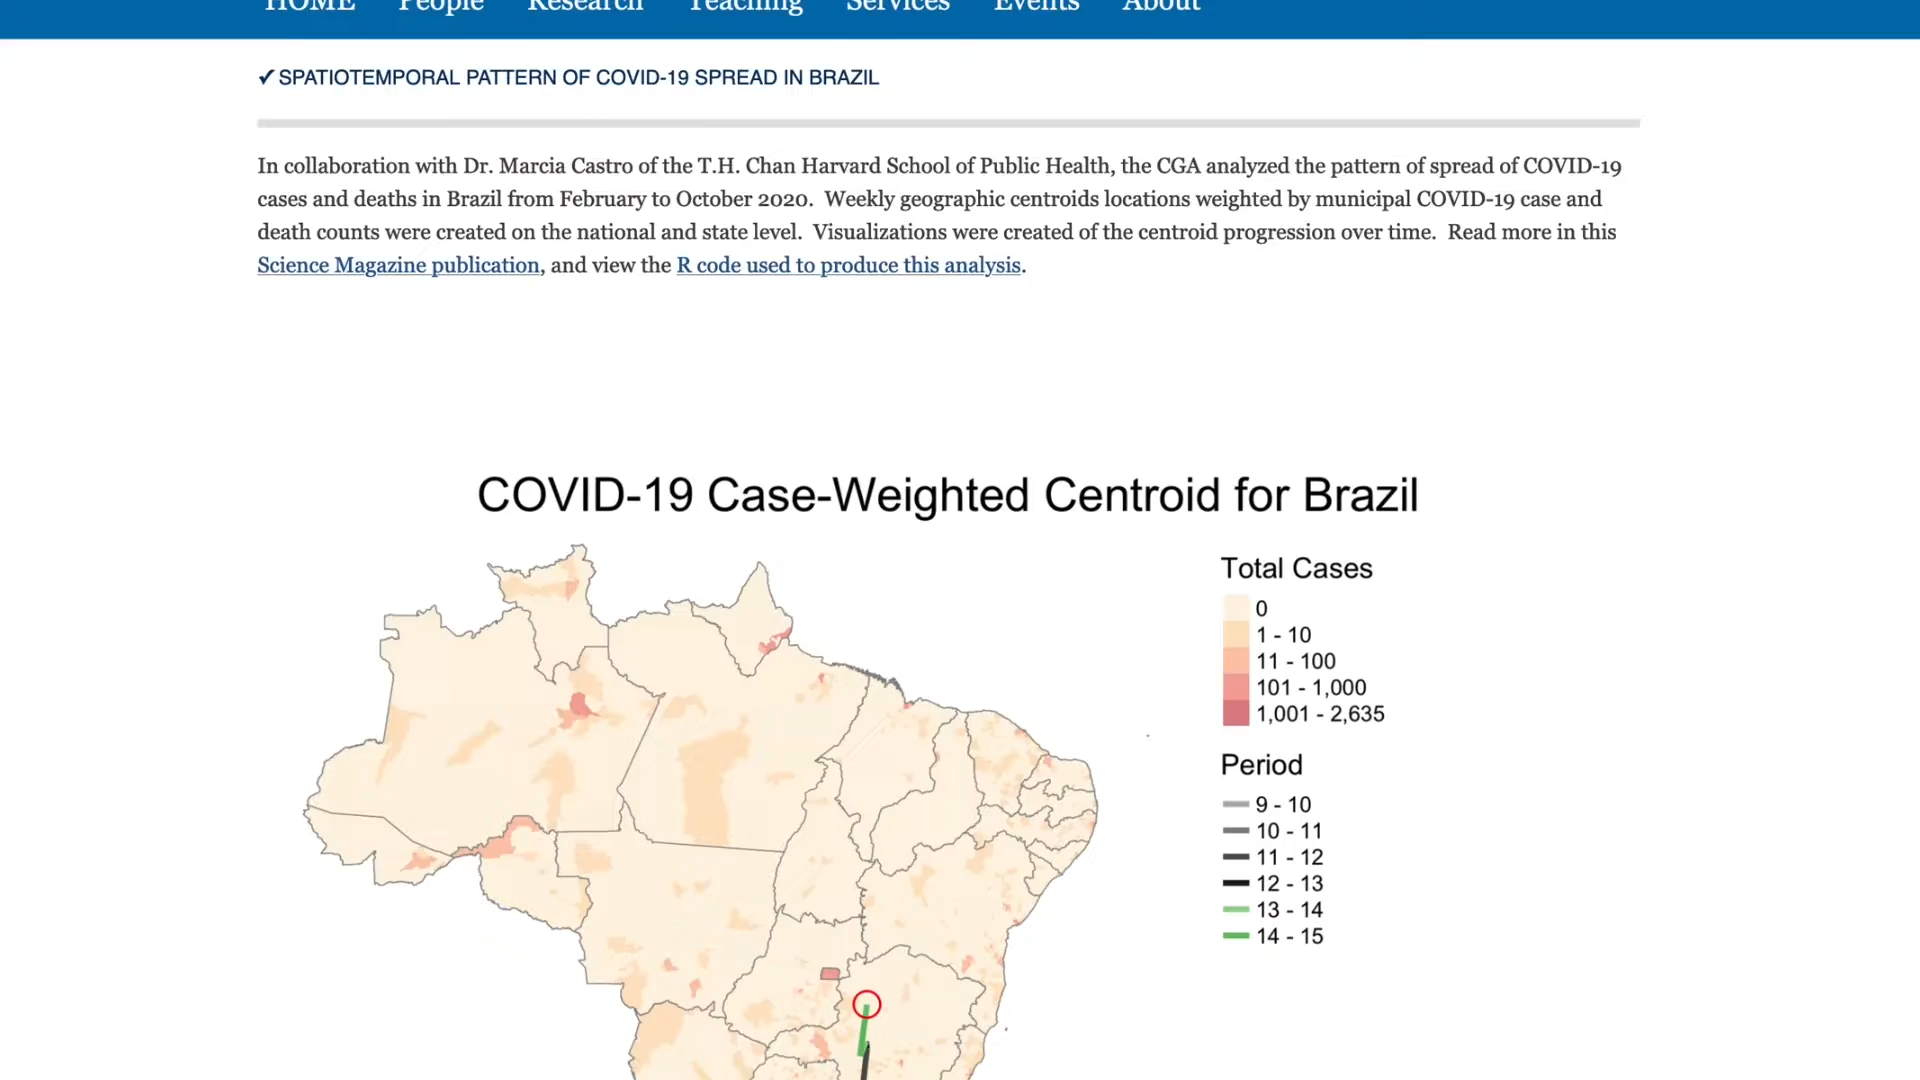 HOME People Research Teaching Services Events About
✔ SPATIOTEMPORAL PATTERN OF COVID-19 SPREAD IN BRAZIL
In collaboration with Dr. Marcia Castro of the T.H. Chan Harvard School of Public Health, the CGA analyzed the pattern of spread of COVID-19
cases and deaths in Brazil from February to October 2020. Weekly geographic centroids locations weighted by municipal COVID-19 case and
death counts were created on the national and state level. Visualizations were created of the centroid progression over time. Read more in this
Science Magazine publication, and view the R code used to produce this analysis.
COVID-19 Case-Weighted Centroid for Brazil
Total Cases
0
1 - 10
11 - 100
101 - 1,000
1,001 - 2,635
Period
9 - 10
10 - 11
11 - 12
12 - 13
13 - 14
14 - 15